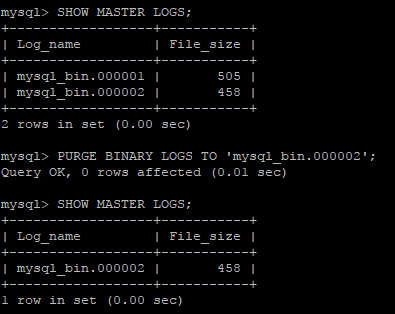 mysql> SHOW MASTER LOGS;
+------------------+-----------+
| Log_name         | File_size |
+------------------+-----------+
| mysql_bin.000001 |       505 |
| mysql_bin.000002 |       458 |
+------------------+-----------+
2 rows in set (0.00 sec)

mysql> PURGE BINARY LOGS TO 'mysql_bin.000002';
Query OK, 0 rows affected (0.01 sec)

mysql> SHOW MASTER LOGS;
+------------------+-----------+
| Log_name         | File_size |
+------------------+-----------+
| mysql_bin.000002 |       458 |
+------------------+-----------+
1 row in set (0.00 sec)